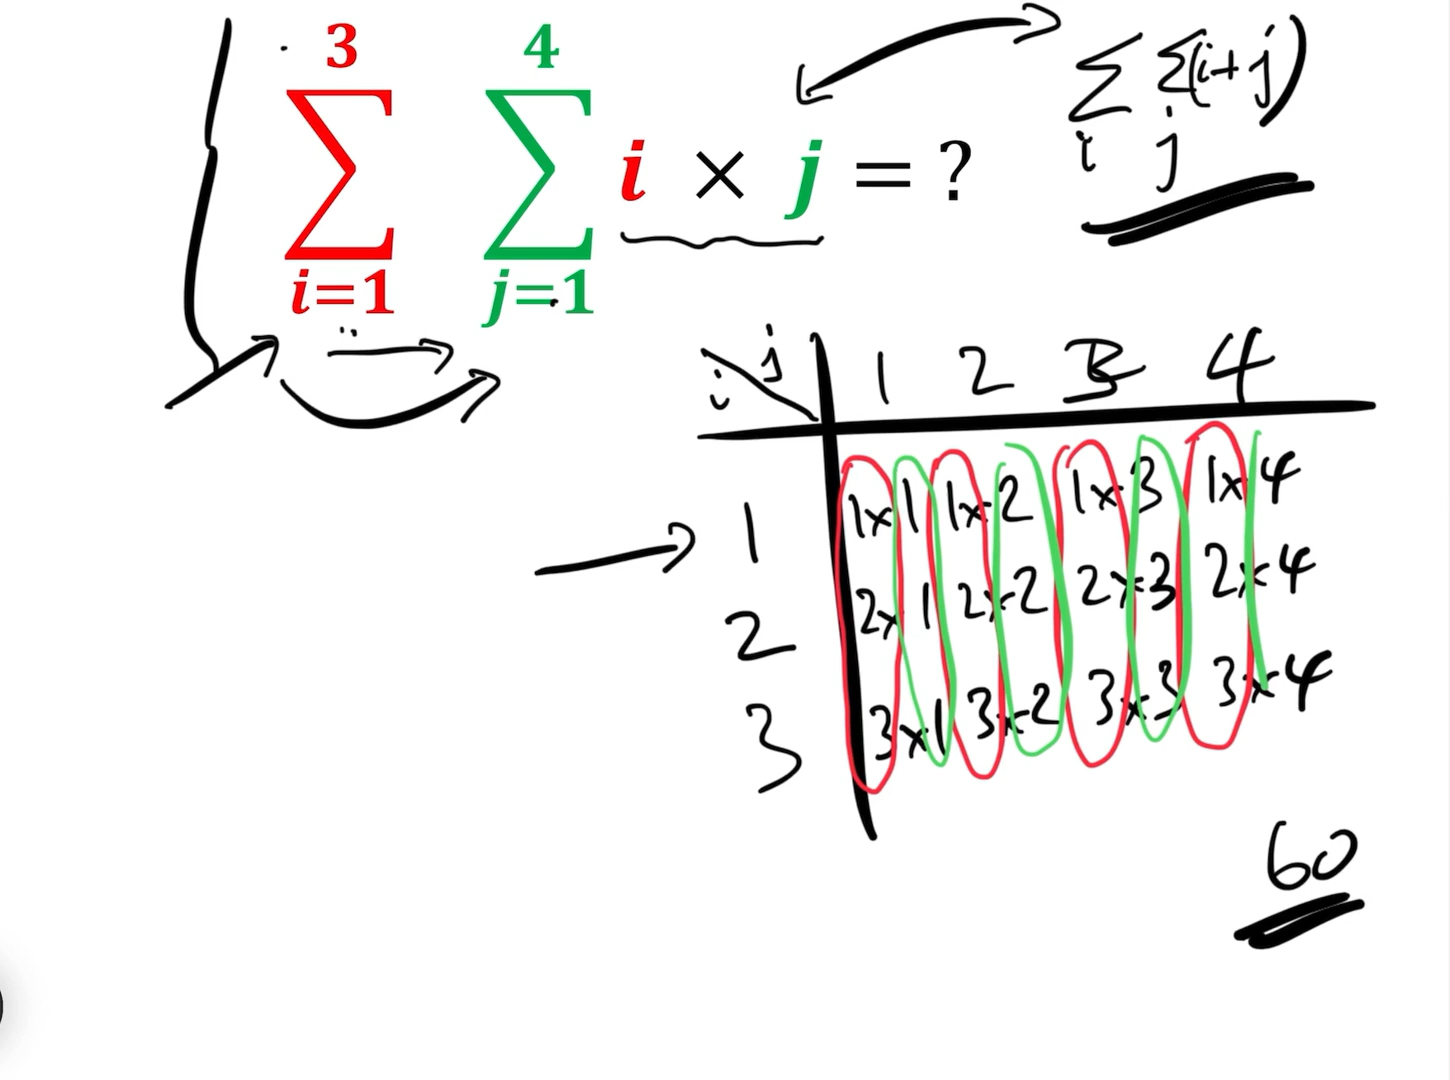 3 4
∑ ∑ i × j = ?
i=1 j=1
∑ ∑(i+j)
i j
i j 1 2 3 4
1 1×1 1×2 1×3 1×4
2 2×1 2×2 2×3 2×4
3 3×1 3×2 3×3 3×4
60